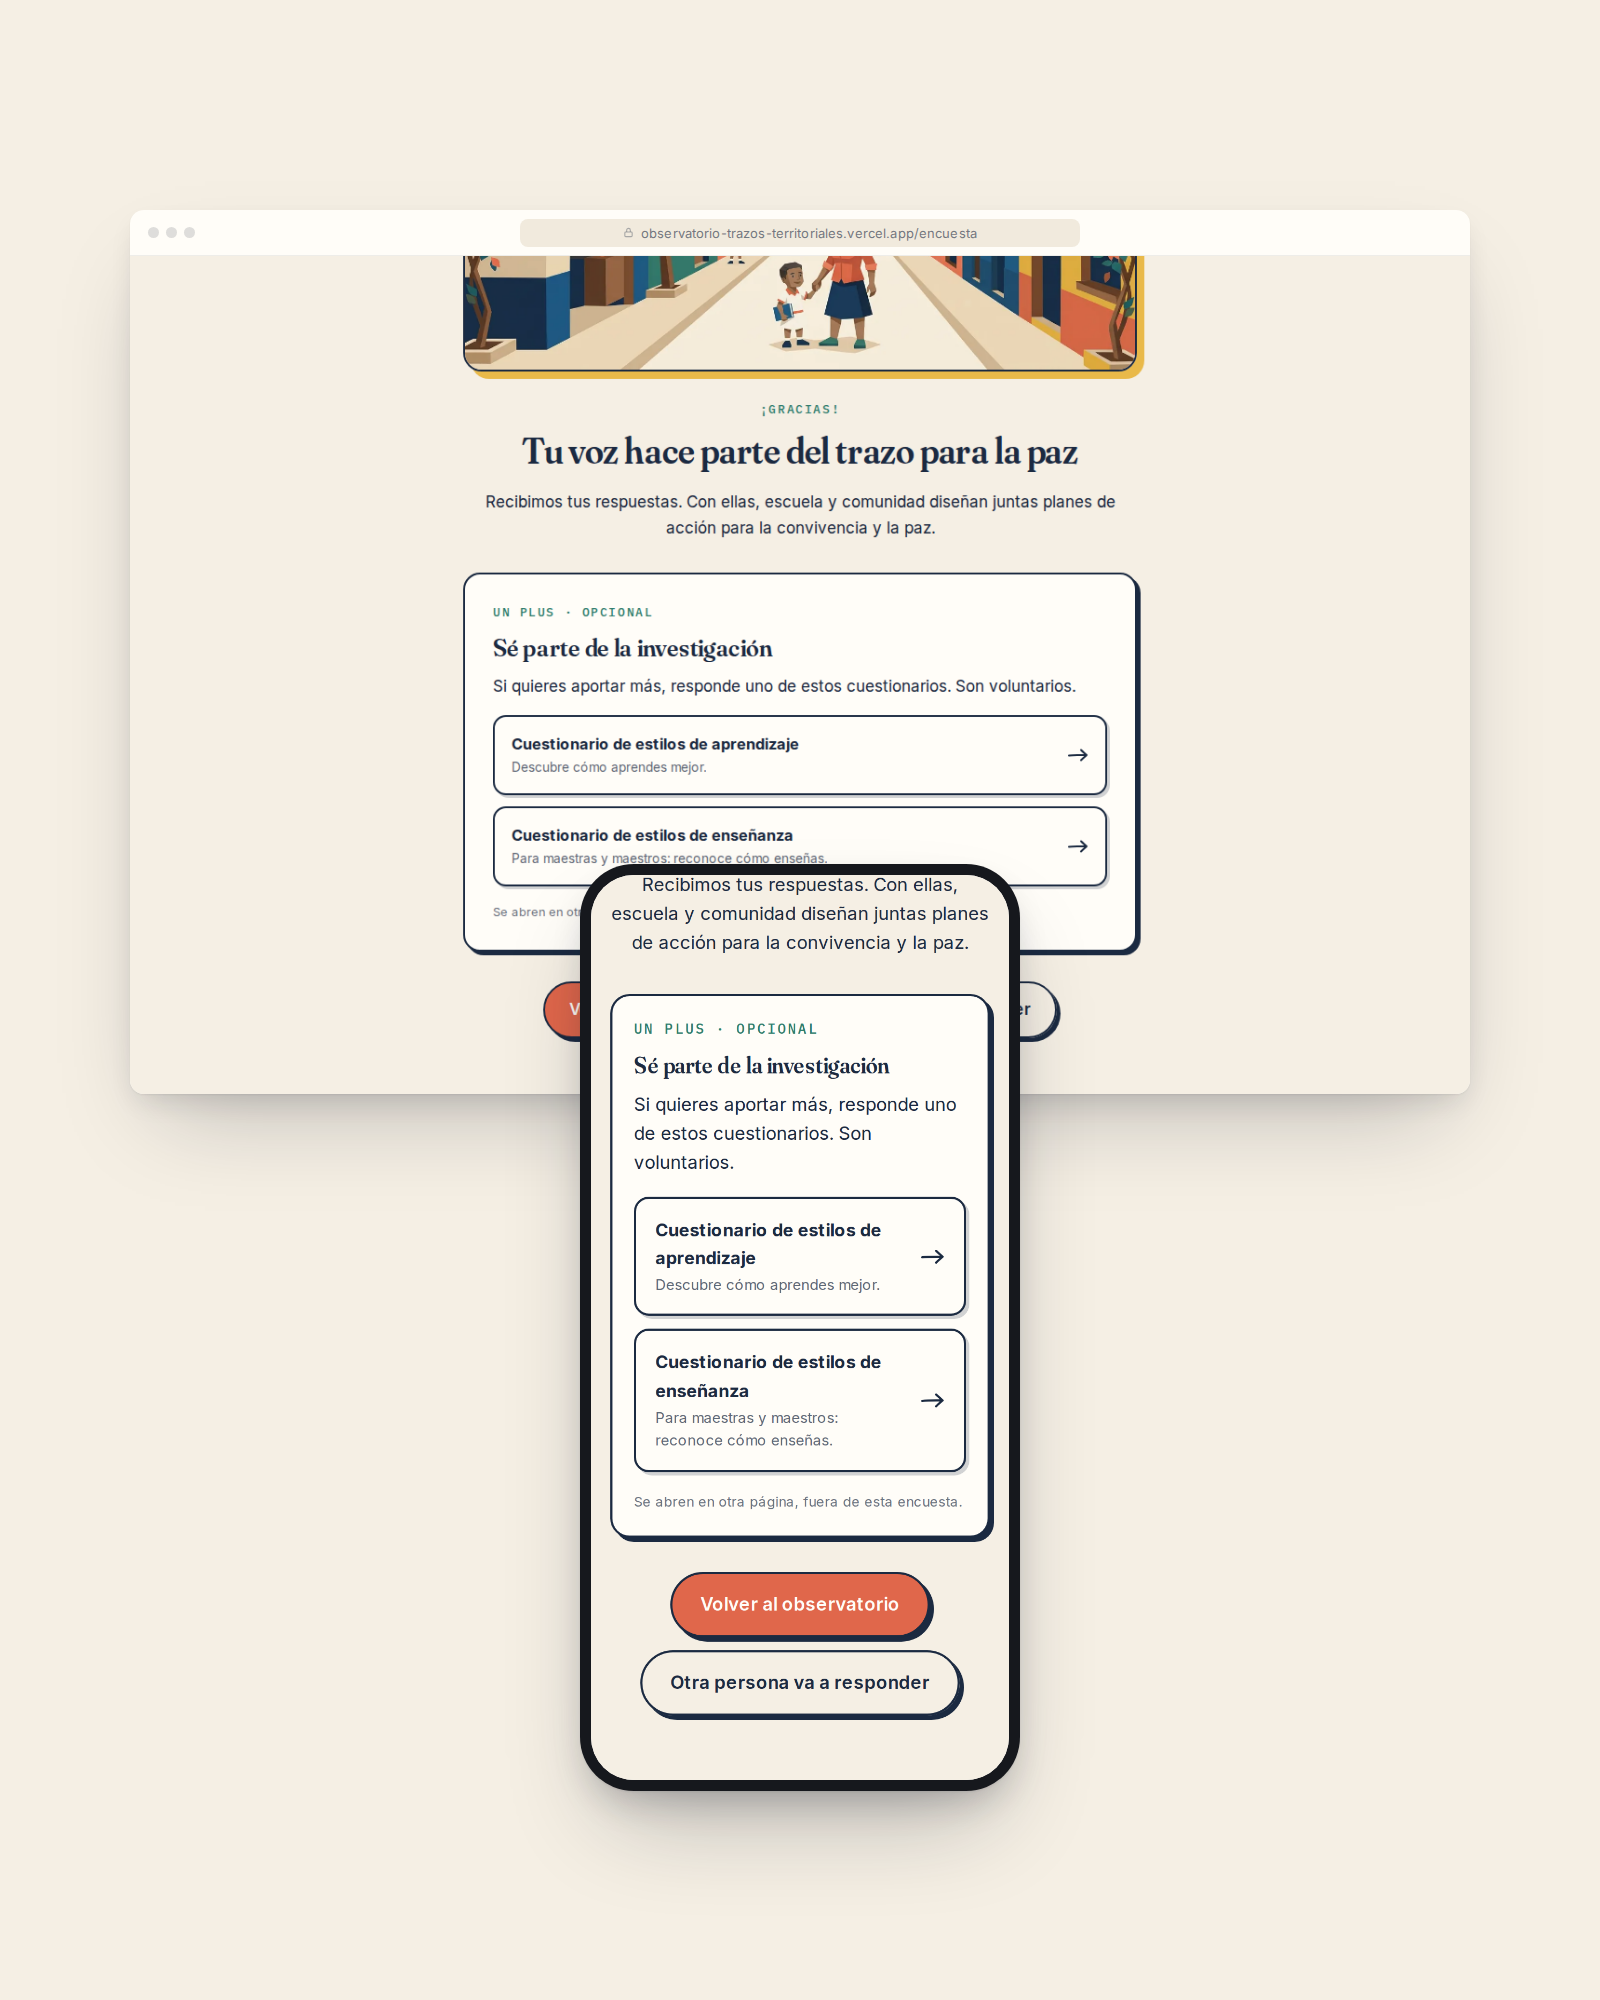 observatorio-trazos-territoriales.vercel.app/encuesta
¡GRACIAS!
Tu voz hace parte del trazo para la paz
Recibimos tus respuestas. Con ellas, escuela y comunidad diseñan juntas planes de
acción para la convivencia y la paz.
UN PLUS · OPCIONAL
Sé parte de la investigación
Si quieres aportar más, responde uno de estos cuestionarios. Son voluntarios.
Cuestionario de estilos de aprendizaje
Descubre cómo aprendes mejor.
Cuestionario de estilos de enseñanza
Para maestras y maestros: reconoce cómo enseñas.
Se abren en
Recibimos tus respuestas. Con ellas,
escuela y comunidad diseñan juntas planes
de acción para la convivencia y la paz.
UN PLUS · OPCIONAL
Sé parte de la investigación
Si quieres aportar más, responde uno
de estos cuestionarios. Son
voluntarios.
Cuestionario de estilos de
aprendizaje
Descubre cómo aprendes mejor.
Cuestionario de estilos de
enseñanza
Para maestras y maestros:
reconoce cómo enseñas.
Se abren en otra página, fuera de esta encuesta.
Volver al observatorio
Otra persona va a responder